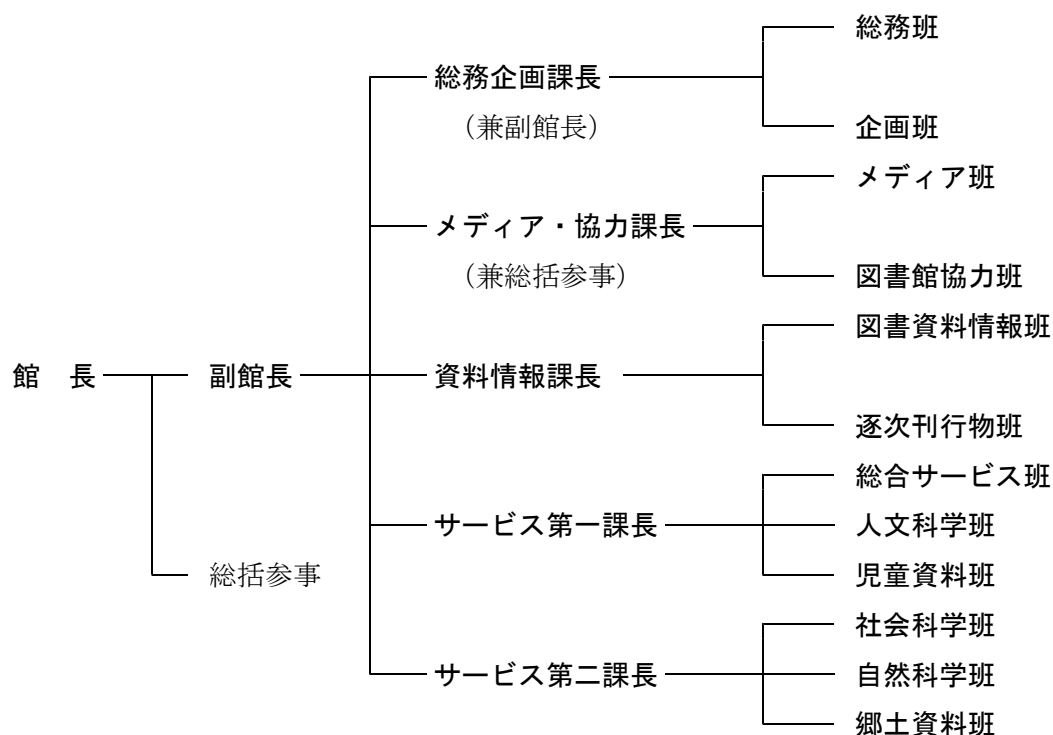 総務班
総務企画課長
（兼副館長）
企画班
メディア班
メディア・協力課長
（兼総括参事）
図書館協力班
図書資料情報班
館　長
副館長
資料情報課長
逐次刊行物班
総合サービス班
サービス第一課長
人文科学班
総括参事
児童資料班
社会科学班
サービス第二課長
自然科学班
郷土資料班